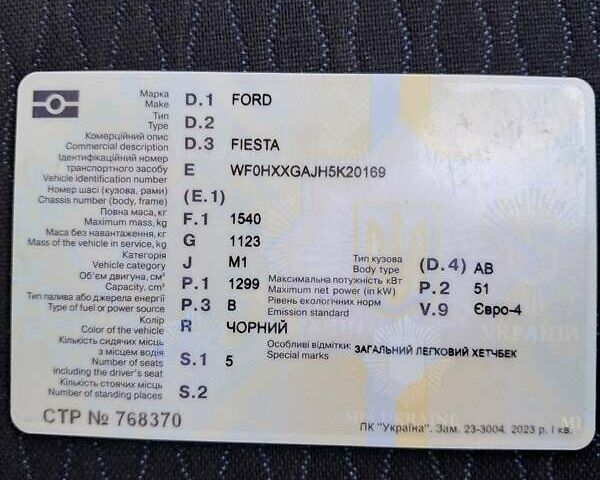 Марка
Make D.1 FORD
Тип
Type D.2
Комерційний опис
Commercial description D.3 FIESTA
Ідентифікаційний номер
транспортного засобу
Vehicle identification number E WF0HXXGAJH5K20169
Номер шасі (кузова, рами)
Chassis number (body, frame) (E.1)
Повна маса, кг
Maximum mass, kg F.1 1540
Маса без навантаження, кг
Mass of the vehicle in service, kg G 1123
Категорія
Vehicle category J M1
Тип кузова
Body type (D.4) AB
Об'єм двигуна, см³
Capacity, cm³ P.1 1299
Максимальна потужність кВт
Maximum net power (in kW) P.2 51
Тип палива або джерела енергії
Type of fuel or power source P.3 B
Рівень екологічних норм
Emission standard V.9 Євро-4
Колір
Color of the vehicle R ЧОРНИЙ
Кількість сидячих місць
з місцем водія
Number of seats
including the driver's seat S.1 5
Особливі відмітки:
Special marks ЗАГАЛЬНИЙ ЛЕГКОВИЙ ХЕТЧБЕК
Кількість стоячих місць
Number of standing places S.2
СТР № 768370
ПК "Україна". Зам. 23-3004. 2023 р. I кв.